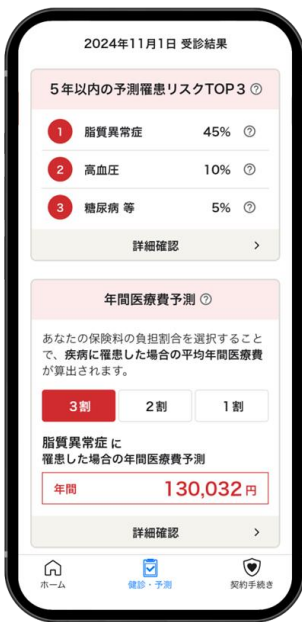 2024年11月1日 受診結果
5年以内の予測罹患リスクTOP3 ?
1 脂質異常症 45% ?
2 高血圧 10% ?
3 糖尿病 等 5% ?
詳細確認 >
年間医療費予測 ?
あなたの保険料の負担割合を選択すること
で、疾病に罹患した場合の平均年間医療費
が算出されます。
3割 2割 1割
脂質異常症 に
罹患した場合の年間医療費予測
年間 130,032 円
詳細確認 >
ホーム 健診・予測 契約手続き